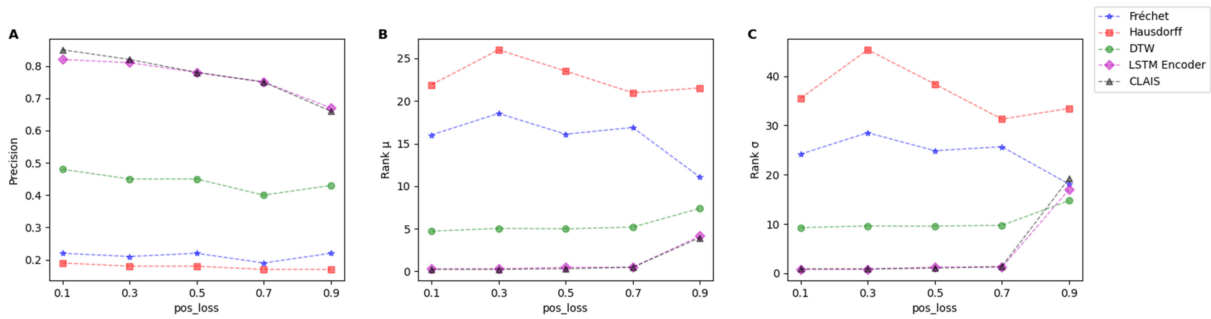 Fréchet
Hausdorff
DTW
LSTM Encoder
CLAIS
A
Precision
0.8
0.7
0.6
0.5
0.4
0.3
0.2
0.1 0.3 0.5 0.7 0.9
pos_loss
B
Rank μ
25
20
15
10
5
0
0.1 0.3 0.5 0.7 0.9
pos_loss
C
Rank σ
40
30
20
10
0
0.1 0.3 0.5 0.7 0.9
pos_loss